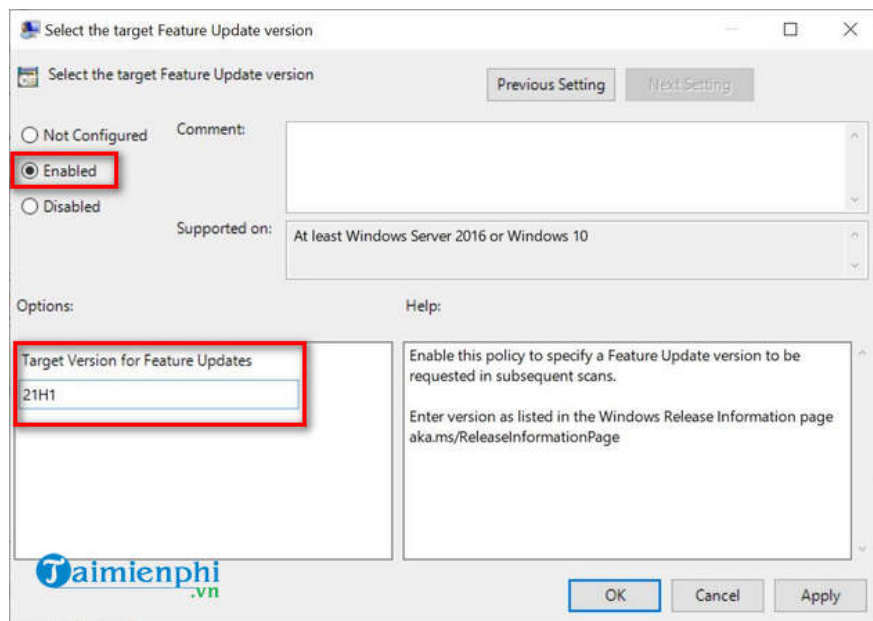 Select the target Feature Update version
Select the target Feature Update version
Previous Setting
Next Setting
Not Configured
Comment:
Enabled
Disabled
Supported on:
At least Windows Server 2016 or Windows 10
Options:
Help:
Target Version for Feature Updates
21H1
Enable this policy to specify a Feature Update version to be
requested in subsequent scans.
Enter version as listed in the Windows Release Information page
aka.ms/ReleaseInformationPage
Taimienphi
.vn
OK
Cancel
Apply